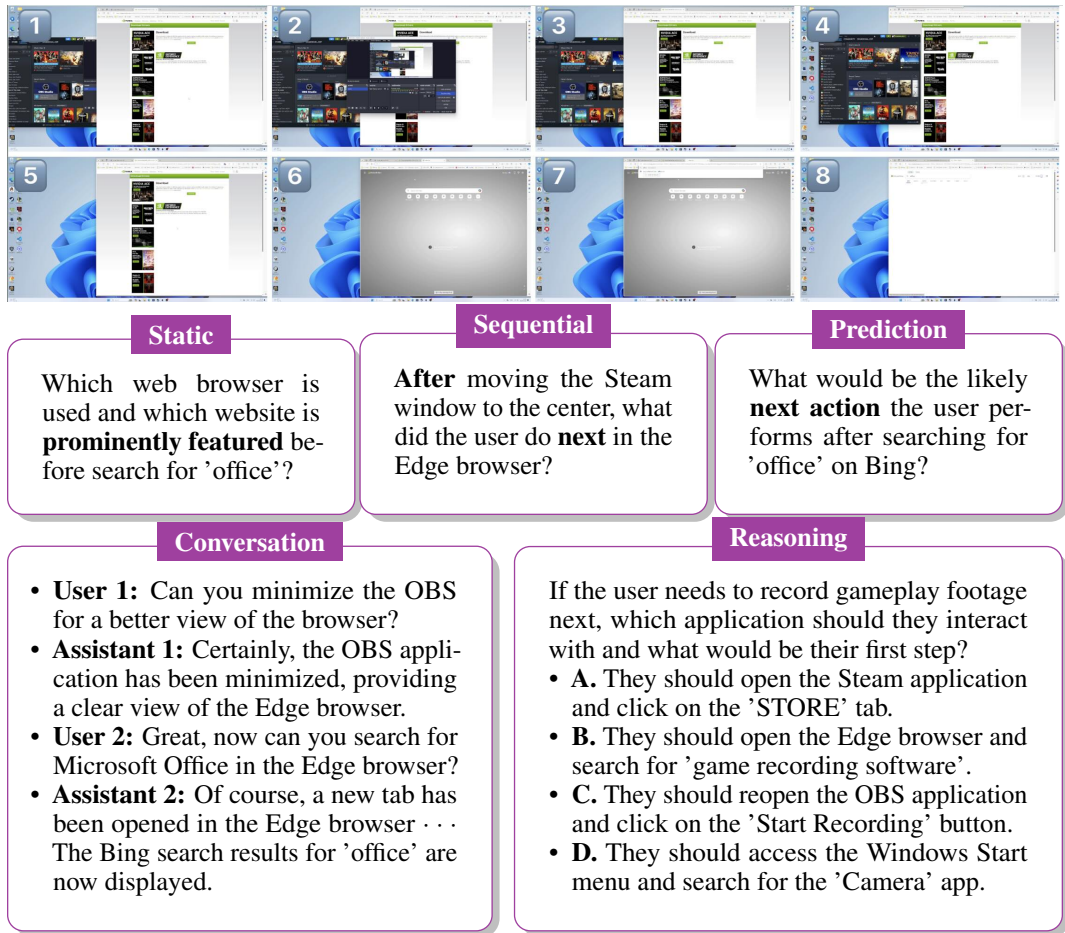 1
2
3
4
5
6
7
8
Static
Which web browser is
used and which website is
prominently featured be-
fore search for ’office’?
Sequential
After moving the Steam
window to the center, what
did the user do next in the
Edge browser?
Prediction
What would be the likely
next action the user per-
forms after searching for
’office’ on Bing?
Conversation
• User 1: Can you minimize the OBS
for a better view of the browser?
• Assistant 1: Certainly, the OBS appli-
cation has been minimized, providing
a clear view of the Edge browser.
• User 2: Great, now can you search for
Microsoft Office in the Edge browser?
• Assistant 2: Of course, a new tab has
been opened in the Edge browser · · ·
The Bing search results for ’office’ are
now displayed.
Reasoning
If the user needs to record gameplay footage
next, which application should they interact
with and what would be their first step?
• A. They should open the Steam application
and click on the ’STORE’ tab.
• B. They should open the Edge browser and
search for ’game recording software’.
• C. They should reopen the OBS application
and click on the ’Start Recording’ button.
• D. They should access the Windows Start
menu and search for the ’Camera’ app.